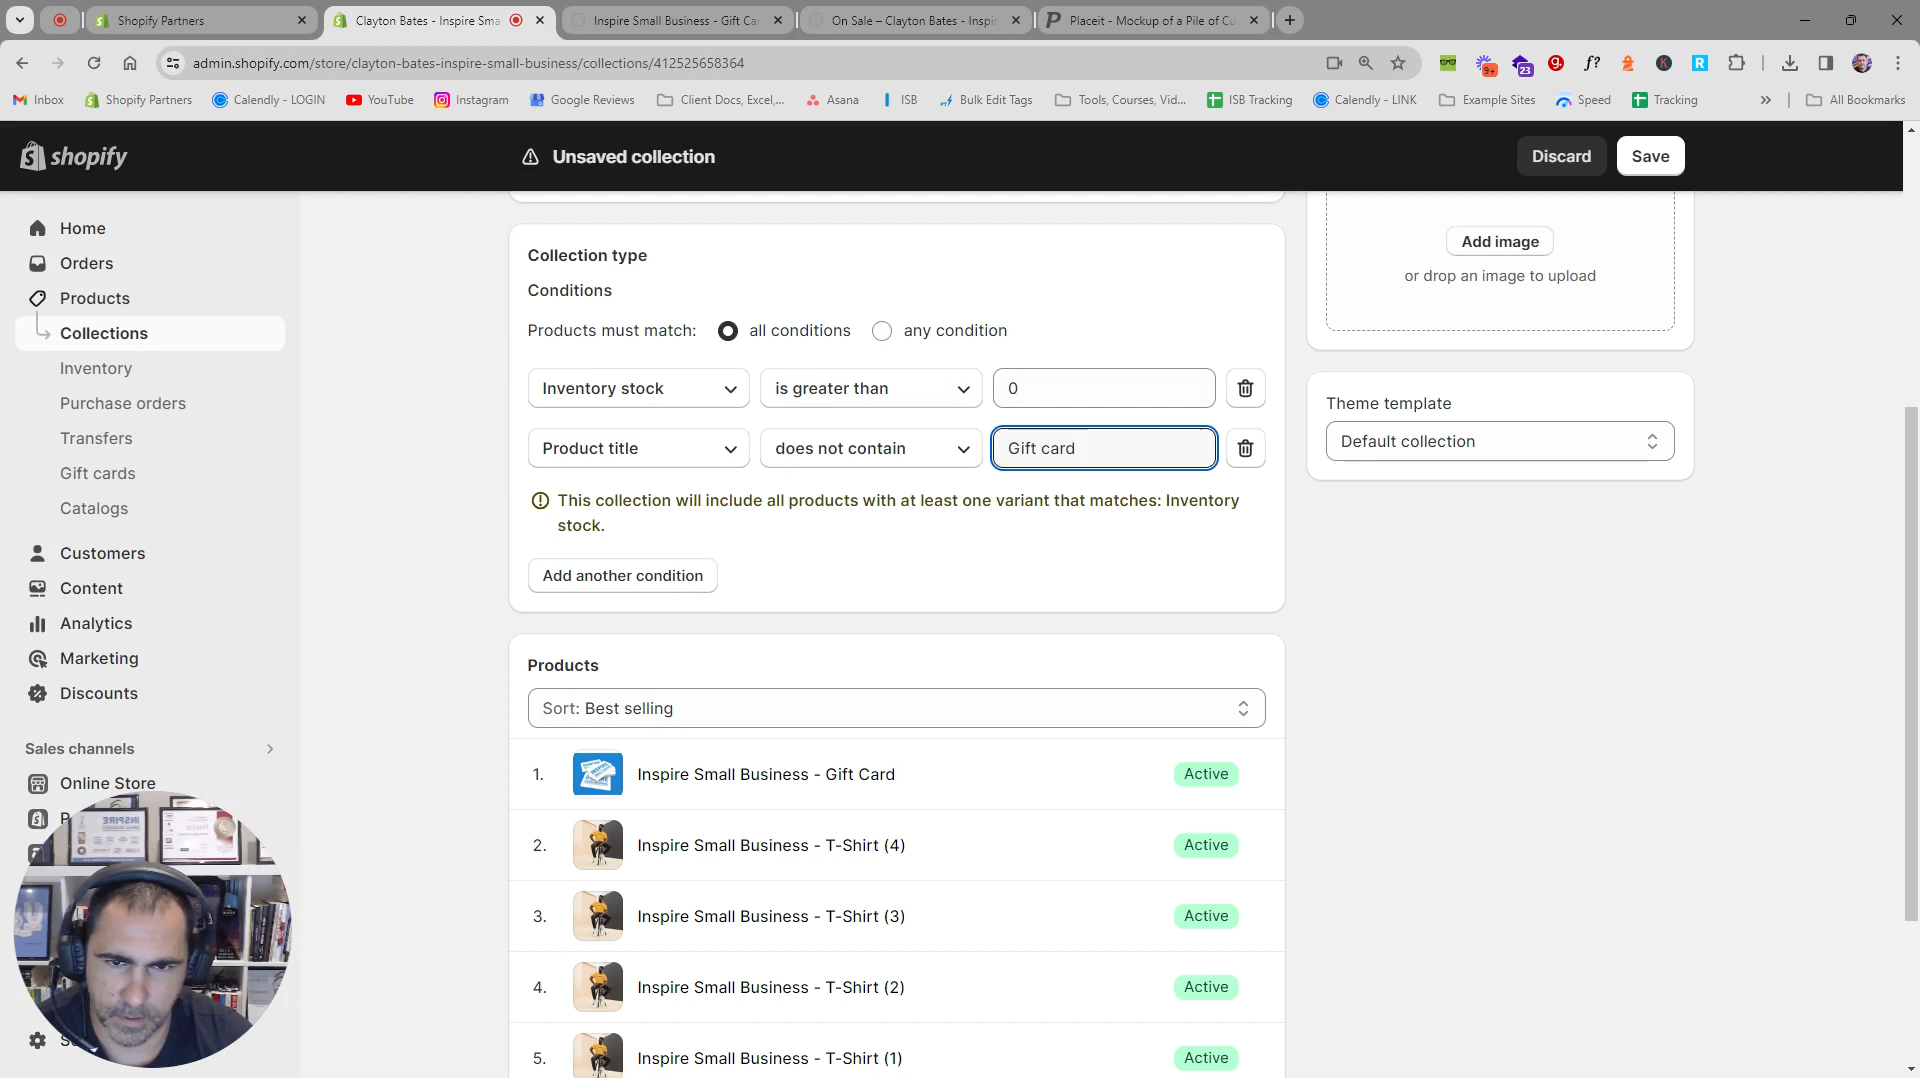 Shopify Partners
Clayton Bates - Inspire Sma
Inspire Small Business - Gift Ca
On Sale – Clayton Bates - Inspir
Placeit - Mockup of a Pile of Cu
admin.shopify.com/store/clayton-bates-inspire-small-business/collections/412525658364
9+
23
g.
f?
K
R
Inbox
Shopify Partners
Calendly - LOGIN
YouTube
Instagram
Google Reviews
Client Docs, Excel,...
Asana
ISB
Bulk Edit Tags
Tools, Courses, Vid...
ISB Tracking
Calendly - LINK
Example Sites
Speed
Tracking
All Bookmarks
shopify
Unsaved collection
Discard
Save
Home
Orders
Products
Collections
Inventory
Purchase orders
Transfers
Gift cards
Catalogs
Customers
Content
Analytics
Marketing
Discounts
Sales channels
Online Store
Collection type
Conditions
Products must match:
all conditions
any condition
Inventory stock
is greater than
0
Product title
does not contain
Gift card
This collection will include all products with at least one variant that matches: Inventory
stock.
Add another condition
Products
Sort: Best selling
1.
Inspire Small Business - Gift Card
Active
2.
Inspire Small Business - T-Shirt (4)
Active
3.
Inspire Small Business - T-Shirt (3)
Active
4.
Inspire Small Business - T-Shirt (2)
Active
5.
Inspire Small Business - T-Shirt (1)
Active
Add image
or drop an image to upload
Theme template
Default collection